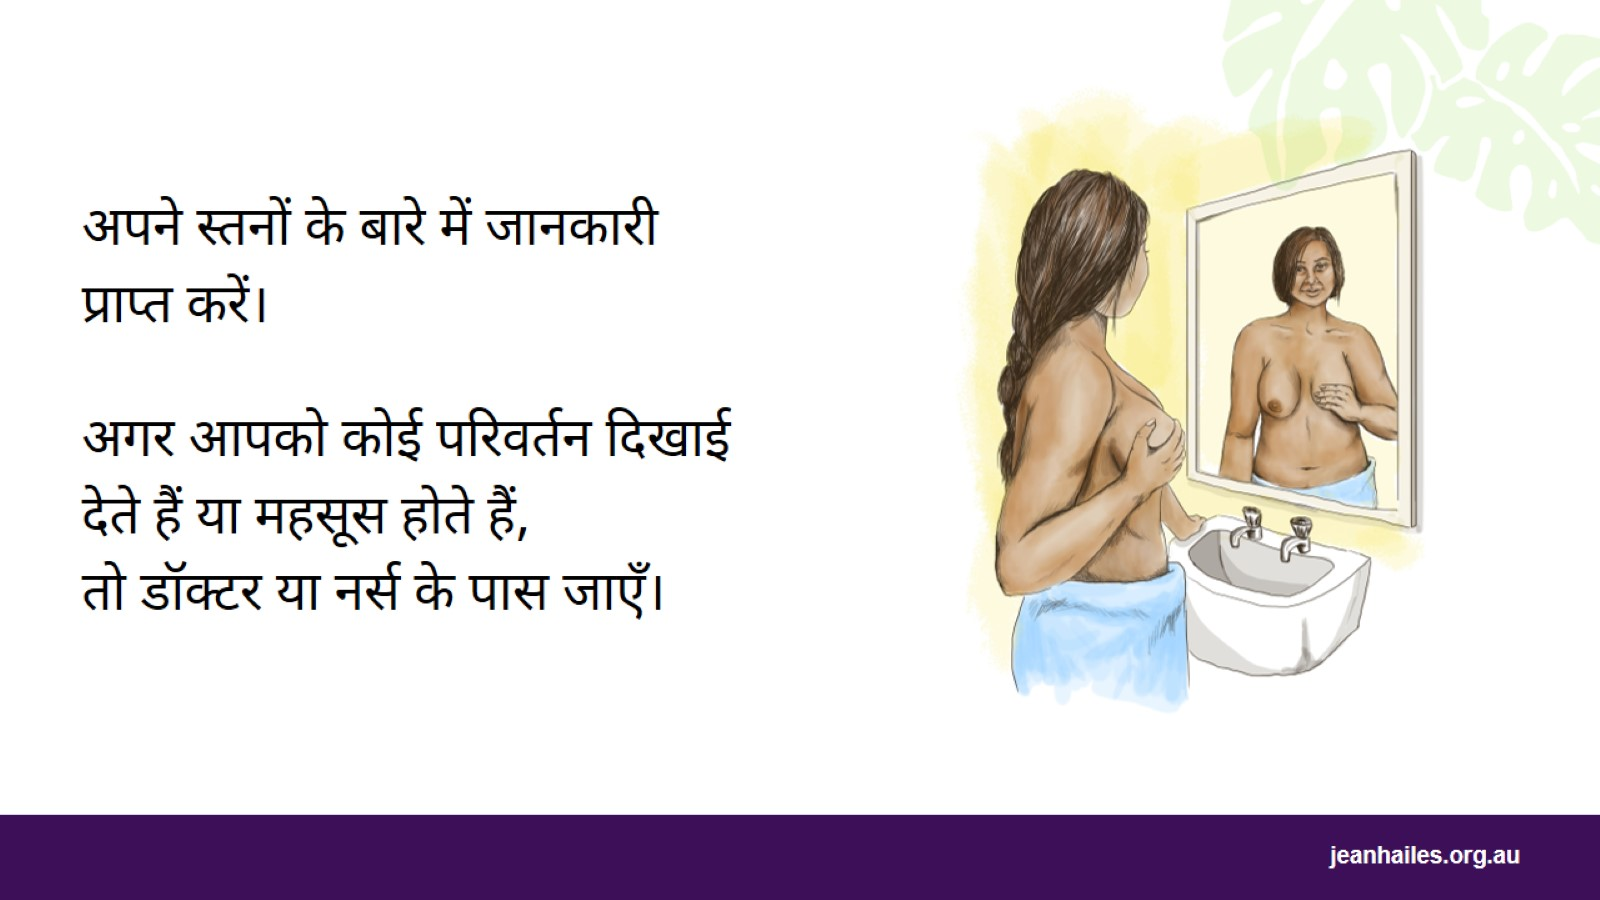 अपने स्तनों के बारे में जानकारी
प्राप्त करें।
अगर आपको कोई परिवर्तन दिखाई
देते हैं या महसूस होते हैं,
तो डॉक्टर या नर्स के पास जाएँ।
jeanhailes.org.au